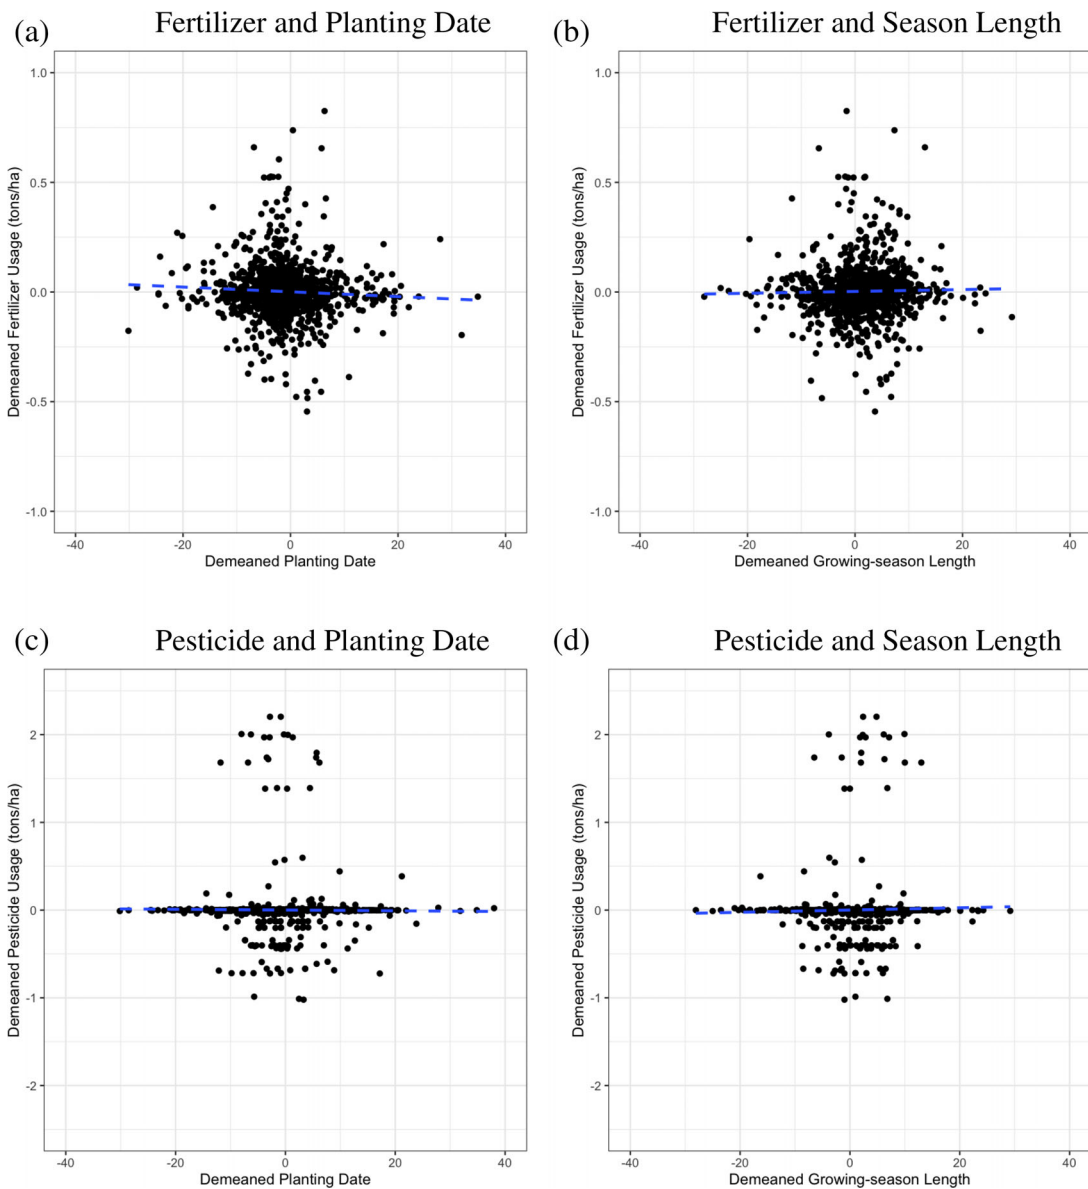 (a) Fertilizer and Planting Date
Demeaned Fertilizer Usage (tons/ha)
1.0
0.5
0.0
-0.5
-1.0
-40 -20 0 20 40
Demeaned Planting Date
(b) Fertilizer and Season Length
Demeaned Fertilizer Usage (tons/ha)
1.0
0.5
0.0
-0.5
-1.0
-40 -20 0 20 40
Demeaned Growing-season Length
(c) Pesticide and Planting Date
Demeaned Pesticide Usage (tons/ha)
2
1
0
-1
-2
-40 -20 0 20 40
Demeaned Planting Date
(d) Pesticide and Season Length
Demeaned Pesticide Usage (tons/ha)
2
1
0
-1
-2
-40 -20 0 20 40
Demeaned Growing-season Length